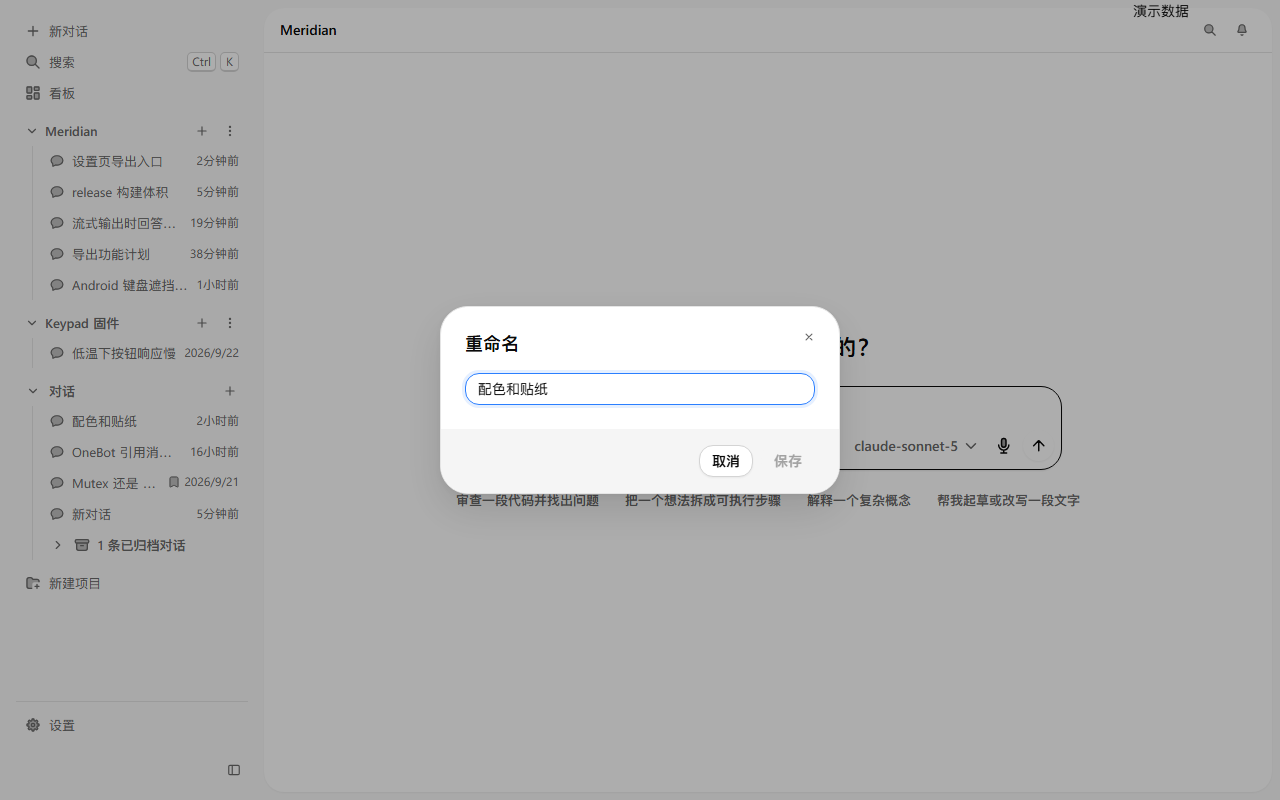 新对话
搜索 Ctrl K
看板
Meridian
设置页导出入口 2分钟前
release 构建体积 5分钟前
流式输出时回答… 19分钟前
导出功能计划 38分钟前
Android 键盘遮挡… 1小时前
Keypad 固件
低温下按钮响应慢 2026/9/22
对话
配色和贴纸 2小时前
OneBot 引用消… 16小时前
Mutex 还是 … 2026/9/21
新对话 5分钟前
1 条已归档对话
新建项目
设置
Meridian
演示数据
的？
重命名
配色和贴纸
取消 保存
claude-sonnet-5
审查一段代码并找出问题 把一个想法拆成可执行步骤 解释一个复杂概念 帮我起草或改写一段文字